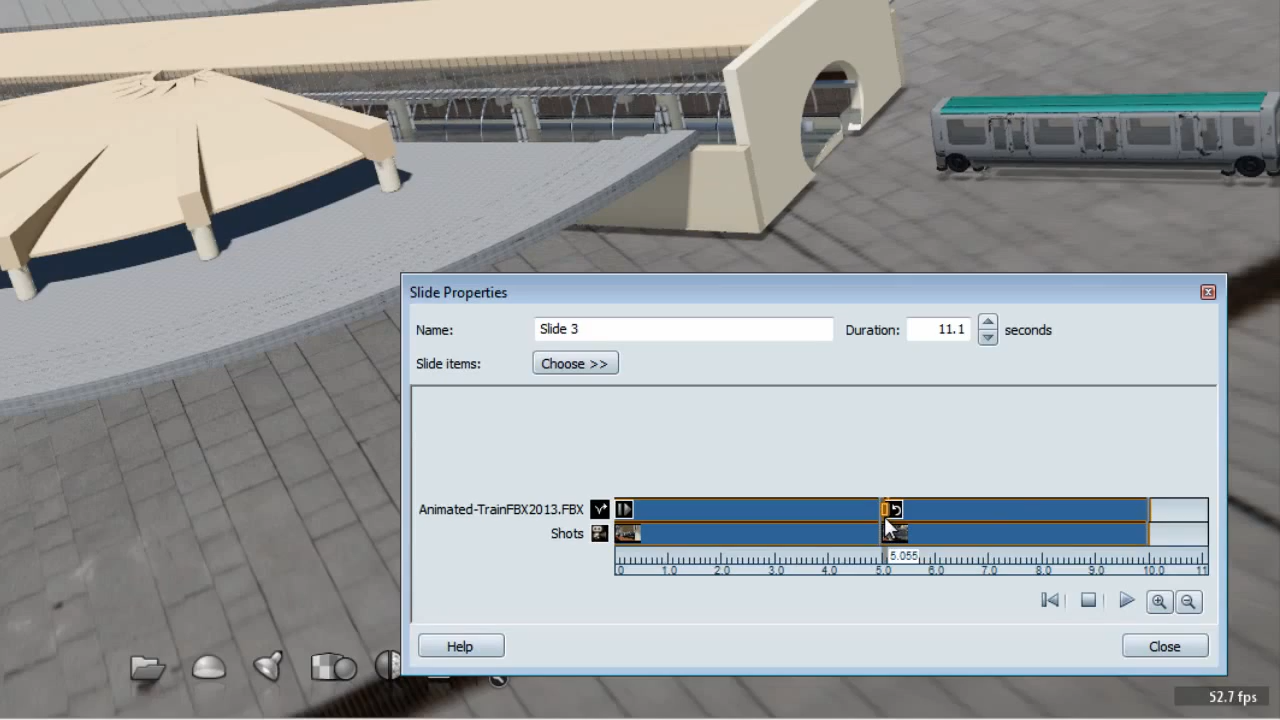 Slide Properties
Name: Slide 3 Duration: 11.1 seconds
Slide items: Choose >>
Animated-TrainFBX2013.FBX
Shots
5.055
0 1.0 2.0 3.0 4.0 5.0 6.0 7.0 8.0 9.0 10.0 11
Help Close
52.7 fps